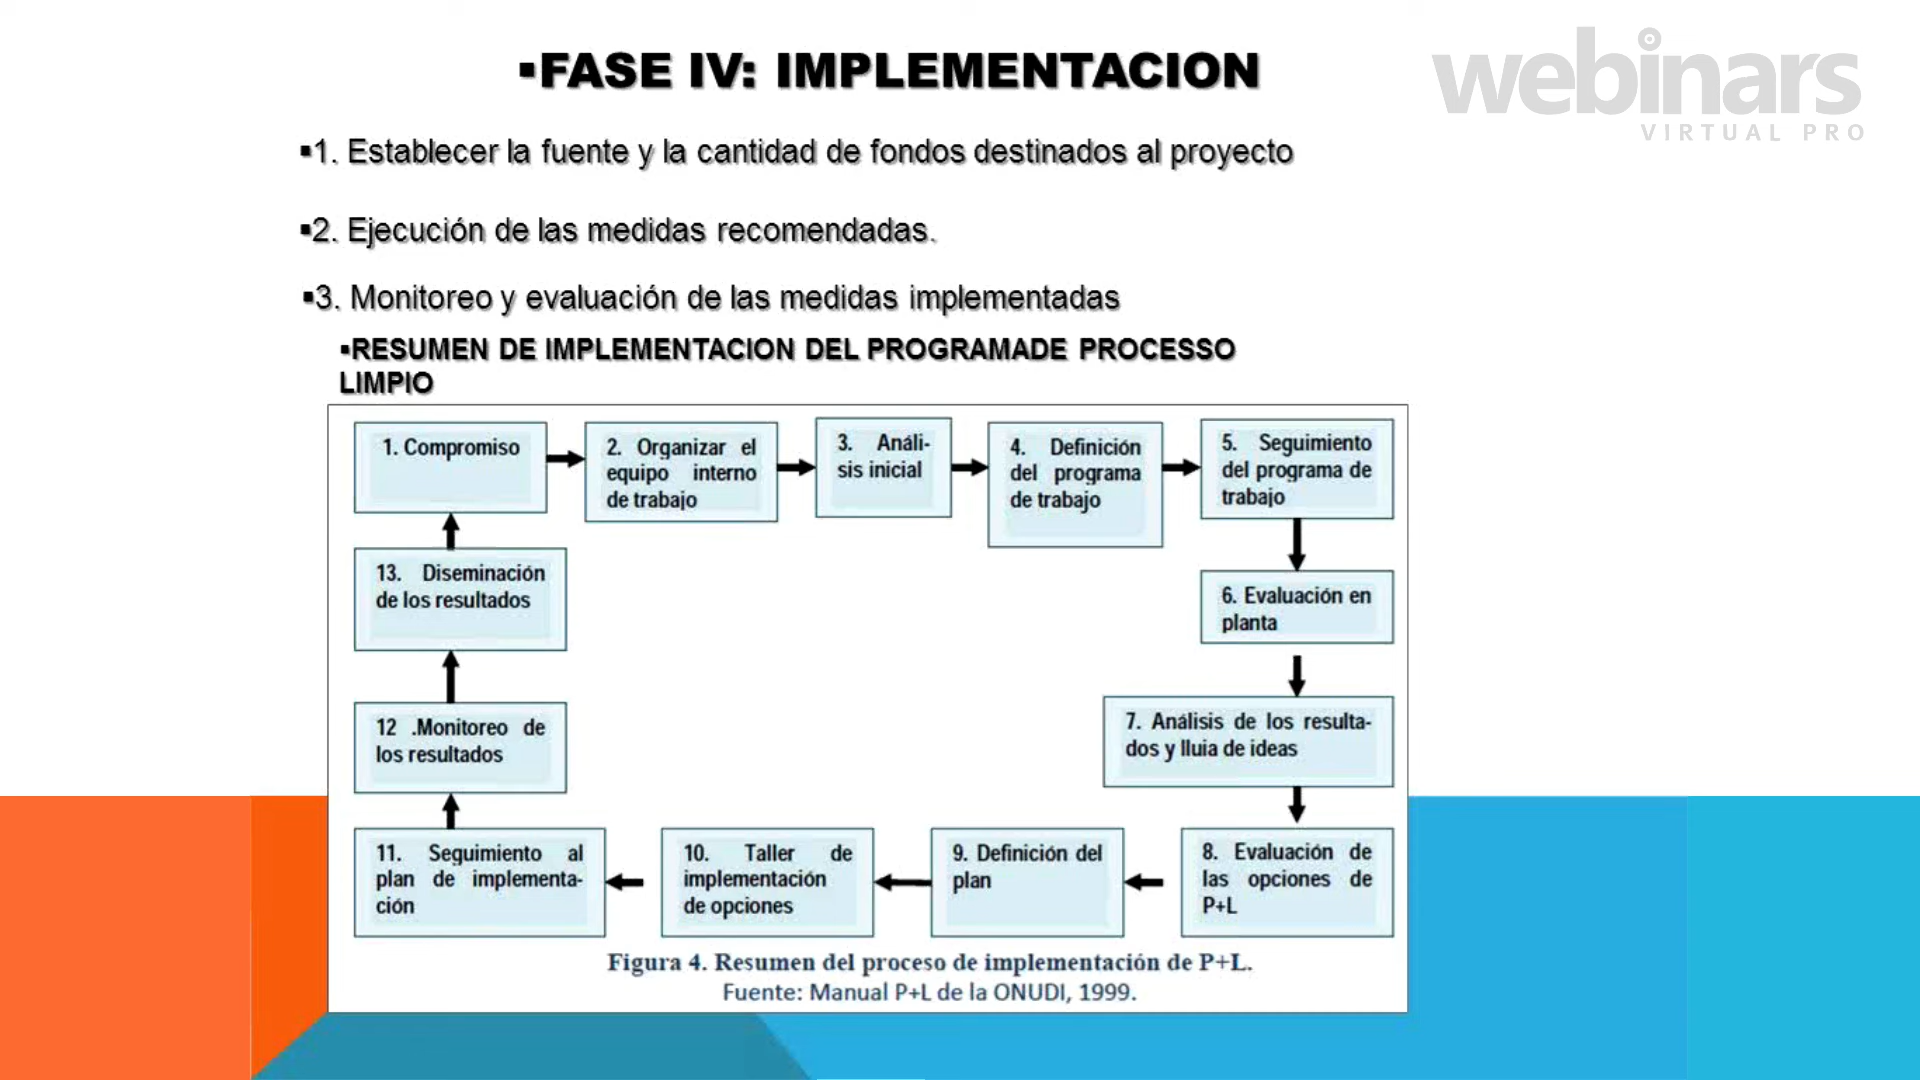 ▪FASE IV: IMPLEMENTACION
webinars
VIRTUAL PRO
▪1. Establecer la fuente y la cantidad de fondos destinados al proyecto
▪2. Ejecución de las medidas recomendadas.
▪3. Monitoreo y evaluación de las medidas implementadas
▪RESUMEN DE IMPLEMENTACION DEL PROGRAMADE PROCESSO
LIMPIO
1. Compromiso
2. Organizar el
equipo interno
de trabajo
3. Análi-
sis inicial
4. Definición
del programa
de trabajo
5. Seguimiento
del programa de
trabajo
6. Evaluación en
planta
7. Análisis de los resulta-
dos y lluia de ideas
8. Evaluación de
las opciones de
P+L
9. Definición del
plan
10. Taller de
implementación
de opciones
11. Seguimiento al
plan de implementa-
ción
12 .Monitoreo de
los resultados
13. Diseminación
de los resultados
Figura 4. Resumen del proceso de implementación de P+L.
Fuente: Manual P+L de la ONUDI, 1999.